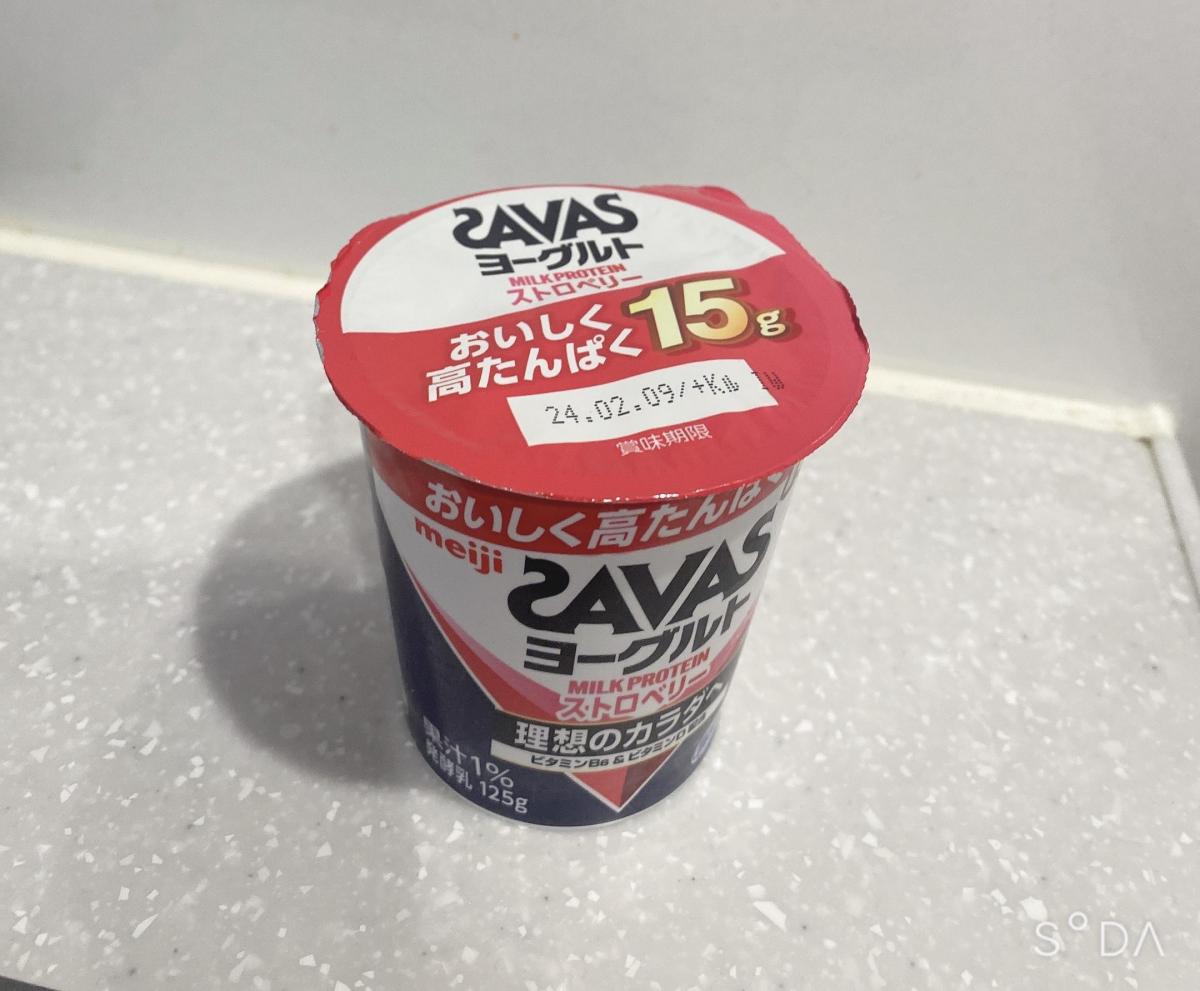 SAVAS
ヨーグルト
MILK PROTEIN
ストロベリー
おいしく
高たんぱく
15g
24.02.09/+K
賞味期限
おいしく高たんぱ
meiji
SAVAS
ヨーグルト
MILK PROTEIN
ストロベリー
理想のカラダへ
ビタミンB6 & ビタミンD配合
果汁1%
発酵乳 125g
SODA